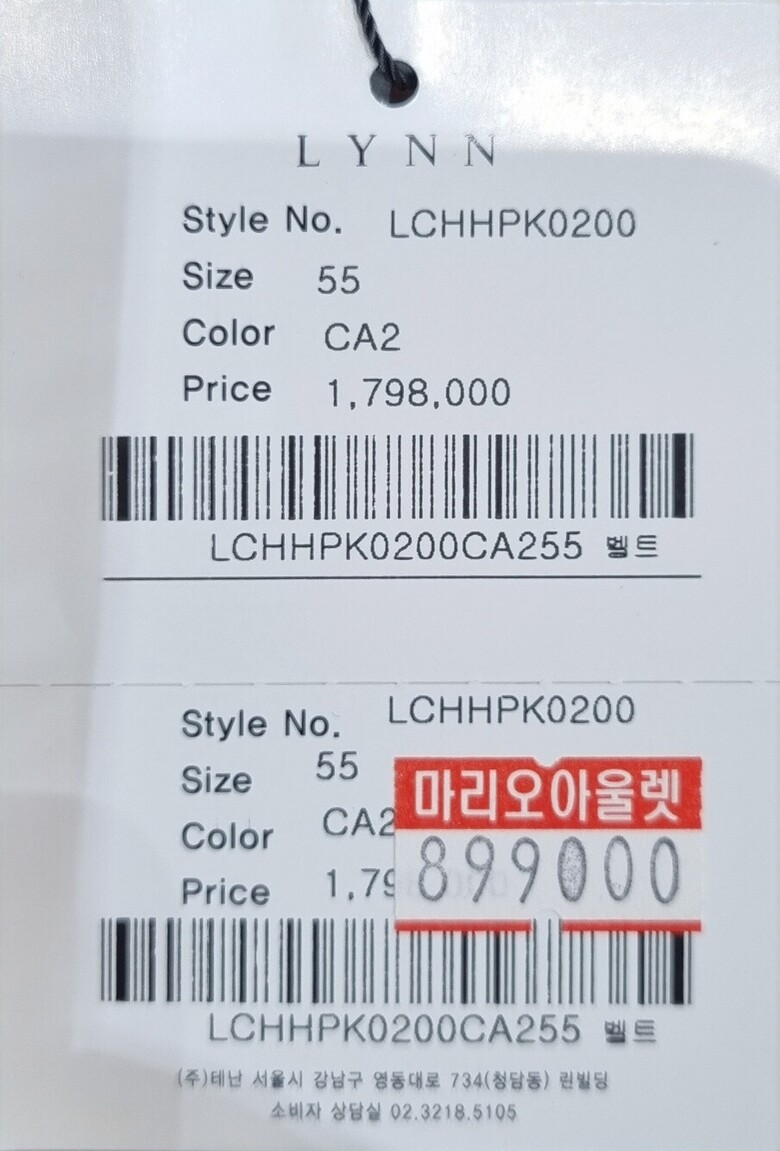 LYNN
Style No. LCHHPK0200
Size 55
Color CA2
Price 1,798,000
LCHHPK0200CA255 벨트
Style No. LCHHPK0200
Size 55
Color CA2
Price 1,79
마리오아울렛
899000
LCHHPK0200CA255 벨트
(주)테난 서울시 강남구 영동대로 734(청담동) 린빌딩
소비자 상담실 02.3218.5105